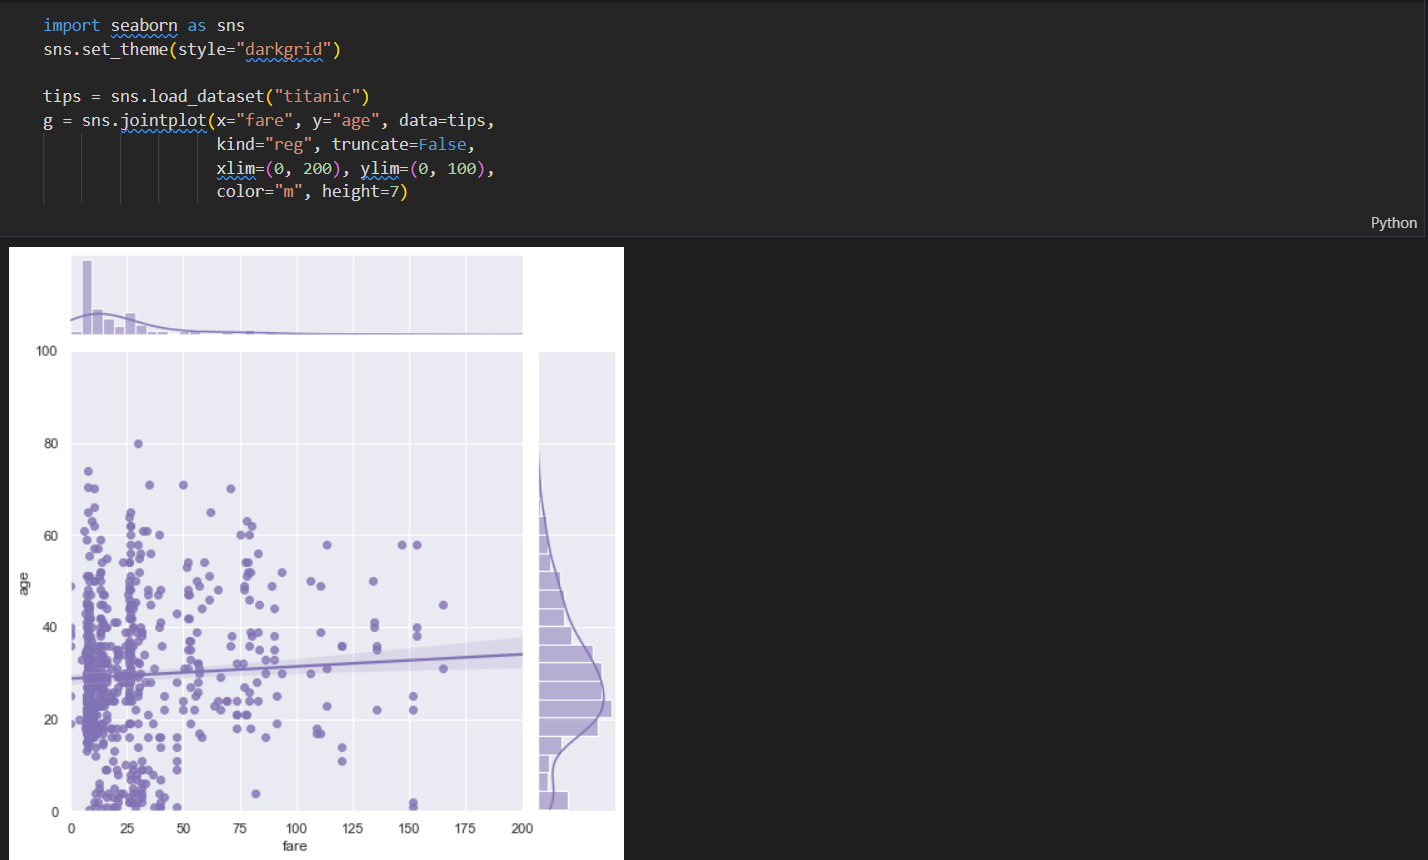 import seaborn as sns
sns.set_theme(style="darkgrid")
tips = sns.load_dataset("titanic")
g = sns.jointplot(x="fare", y="age", data=tips,
kind="reg", truncate=False,
xlim=(0, 200), ylim=(0, 100),
color="m", height=7)
Python
100
80
60
40
20
0
age
0 25 50 75 100 125 150 175 200
fare